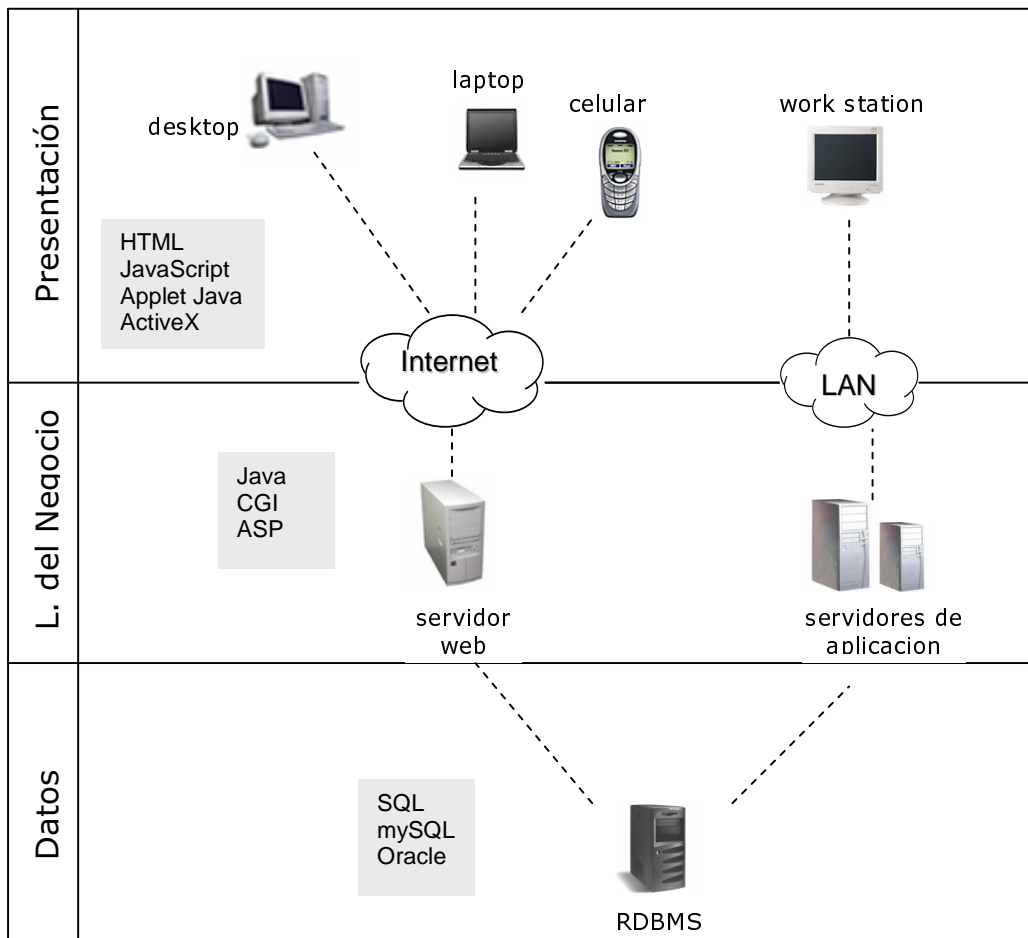 Presentación
laptop
celular
work station
desktop
HTML
JavaScript
Applet Java
ActiveX
Internet
LAN
L. del Negocio
Java
CGI
ASP
servidor
web
servidores de
aplicacion
Datos
SQL
mySQL
Oracle
RDBMS